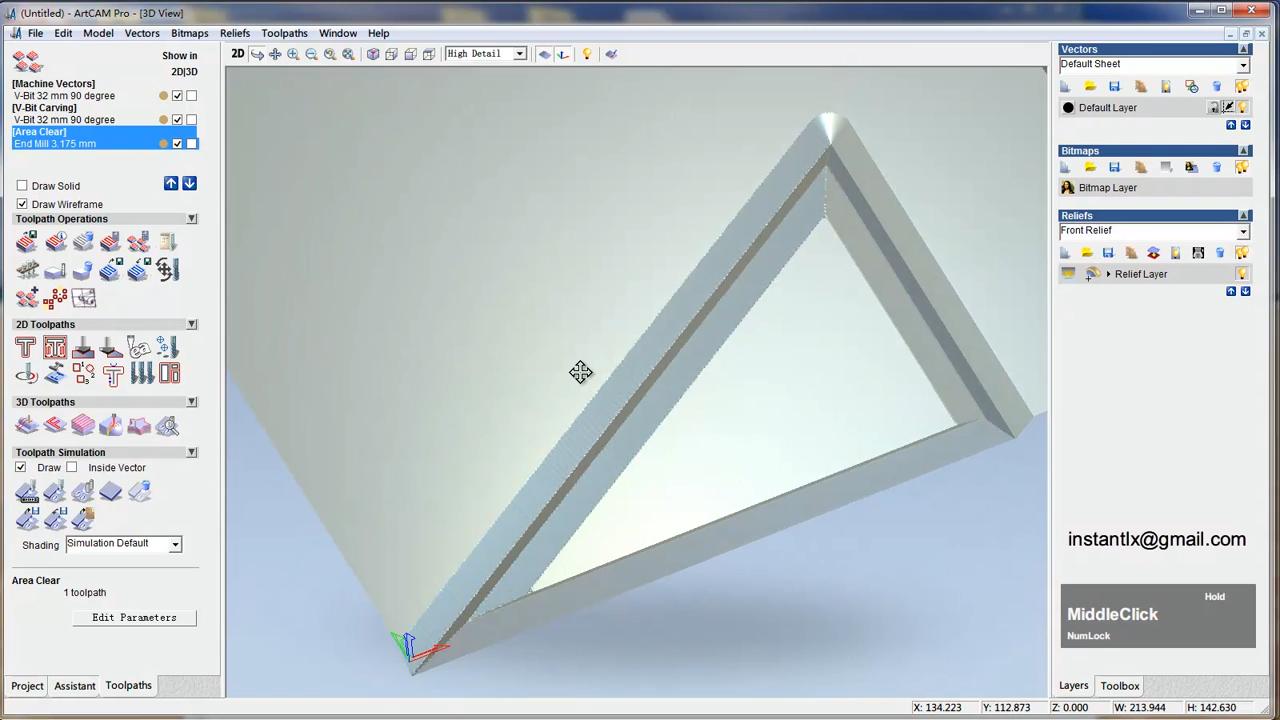 (Untitled) - ArtCAM Pro - [3D View]
File Edit Model Vectors Bitmaps Reliefs Toolpaths Window Help
2D High Detail
Show in
2D|3D
[Machine Vectors]
V-Bit 32 mm 90 degree
[V-Bit Carving]
V-Bit 32 mm 90 degree
[Area Clear]
End Mill 3.175 mm
Draw Solid
Draw Wireframe
Toolpath Operations
2D Toolpaths
3D Toolpaths
Toolpath Simulation
Draw Inside Vector
Shading Simulation Default
Area Clear
1 toolpath
Edit Parameters
Project Assistant Toolpaths
Vectors
Default Sheet
Default Layer
Bitmaps
Bitmap Layer
Reliefs
Front Relief
Relief Layer
instantlx@gmail.com
Hold
MiddleClick
NumLock
Layers Toolbox
X: 134.223 Y: 112.873 Z: 0.000 W: 213.944 H: 142.630